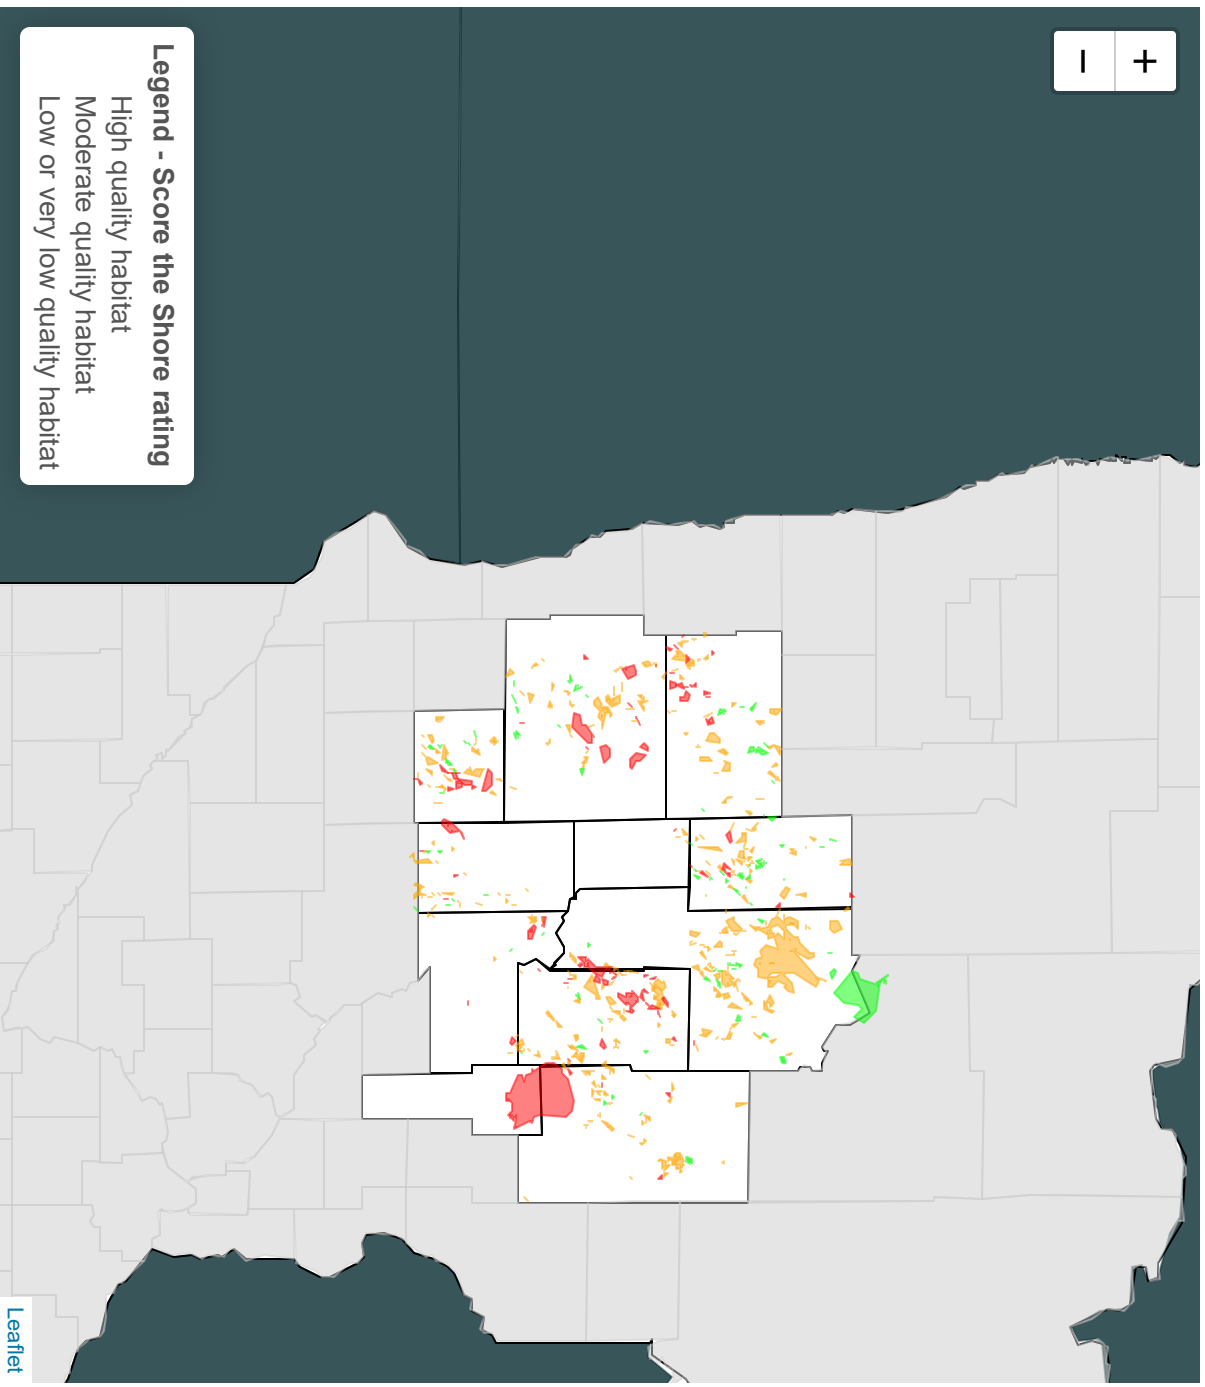 +
−
Legend - Score the Shore rating
High quality habitat
Moderate quality habitat
Low or very low quality habitat
Leaflet